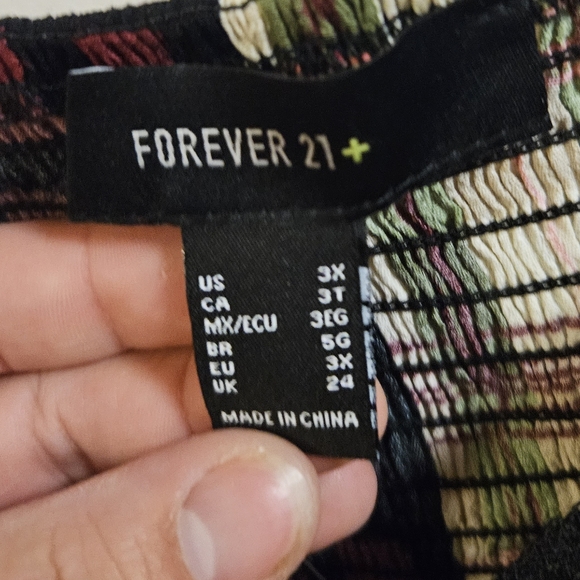 FOREVER 21+
US 3X
CA 3T
MX/ECU 3EG
BR 5G
EU 3X
UK 24
MADE IN CHINA